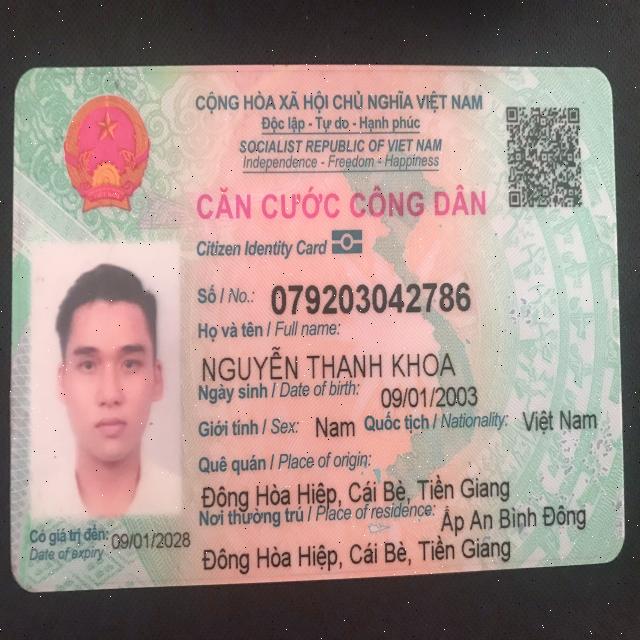 CỘNG HÒA XÃ HỘI CHỦ NGHĨA VIỆT NAM
Độc lập - Tự do - Hạnh phúc
SOCIALIST REPUBLIC OF VIET NAM
Independence - Freedom - Happiness
CĂN CƯỚC CÔNG DÂN
Citizen Identity Card
Số / No.: 079203042786
Họ và tên / Full name:
NGUYỄN THANH KHOA
Ngày sinh / Date of birth: 09/01/2003
Giới tính / Sex: Nam Quốc tịch / Nationality: Việt Nam
Quê quán / Place of origin:
Đông Hòa Hiệp, Cái Bè, Tiền Giang
Nơi thường trú / Place of residence: Ấp An Bình Đông
Đông Hòa Hiệp, Cái Bè, Tiền Giang
Có giá trị đến: 09/01/2028
Date of expiry